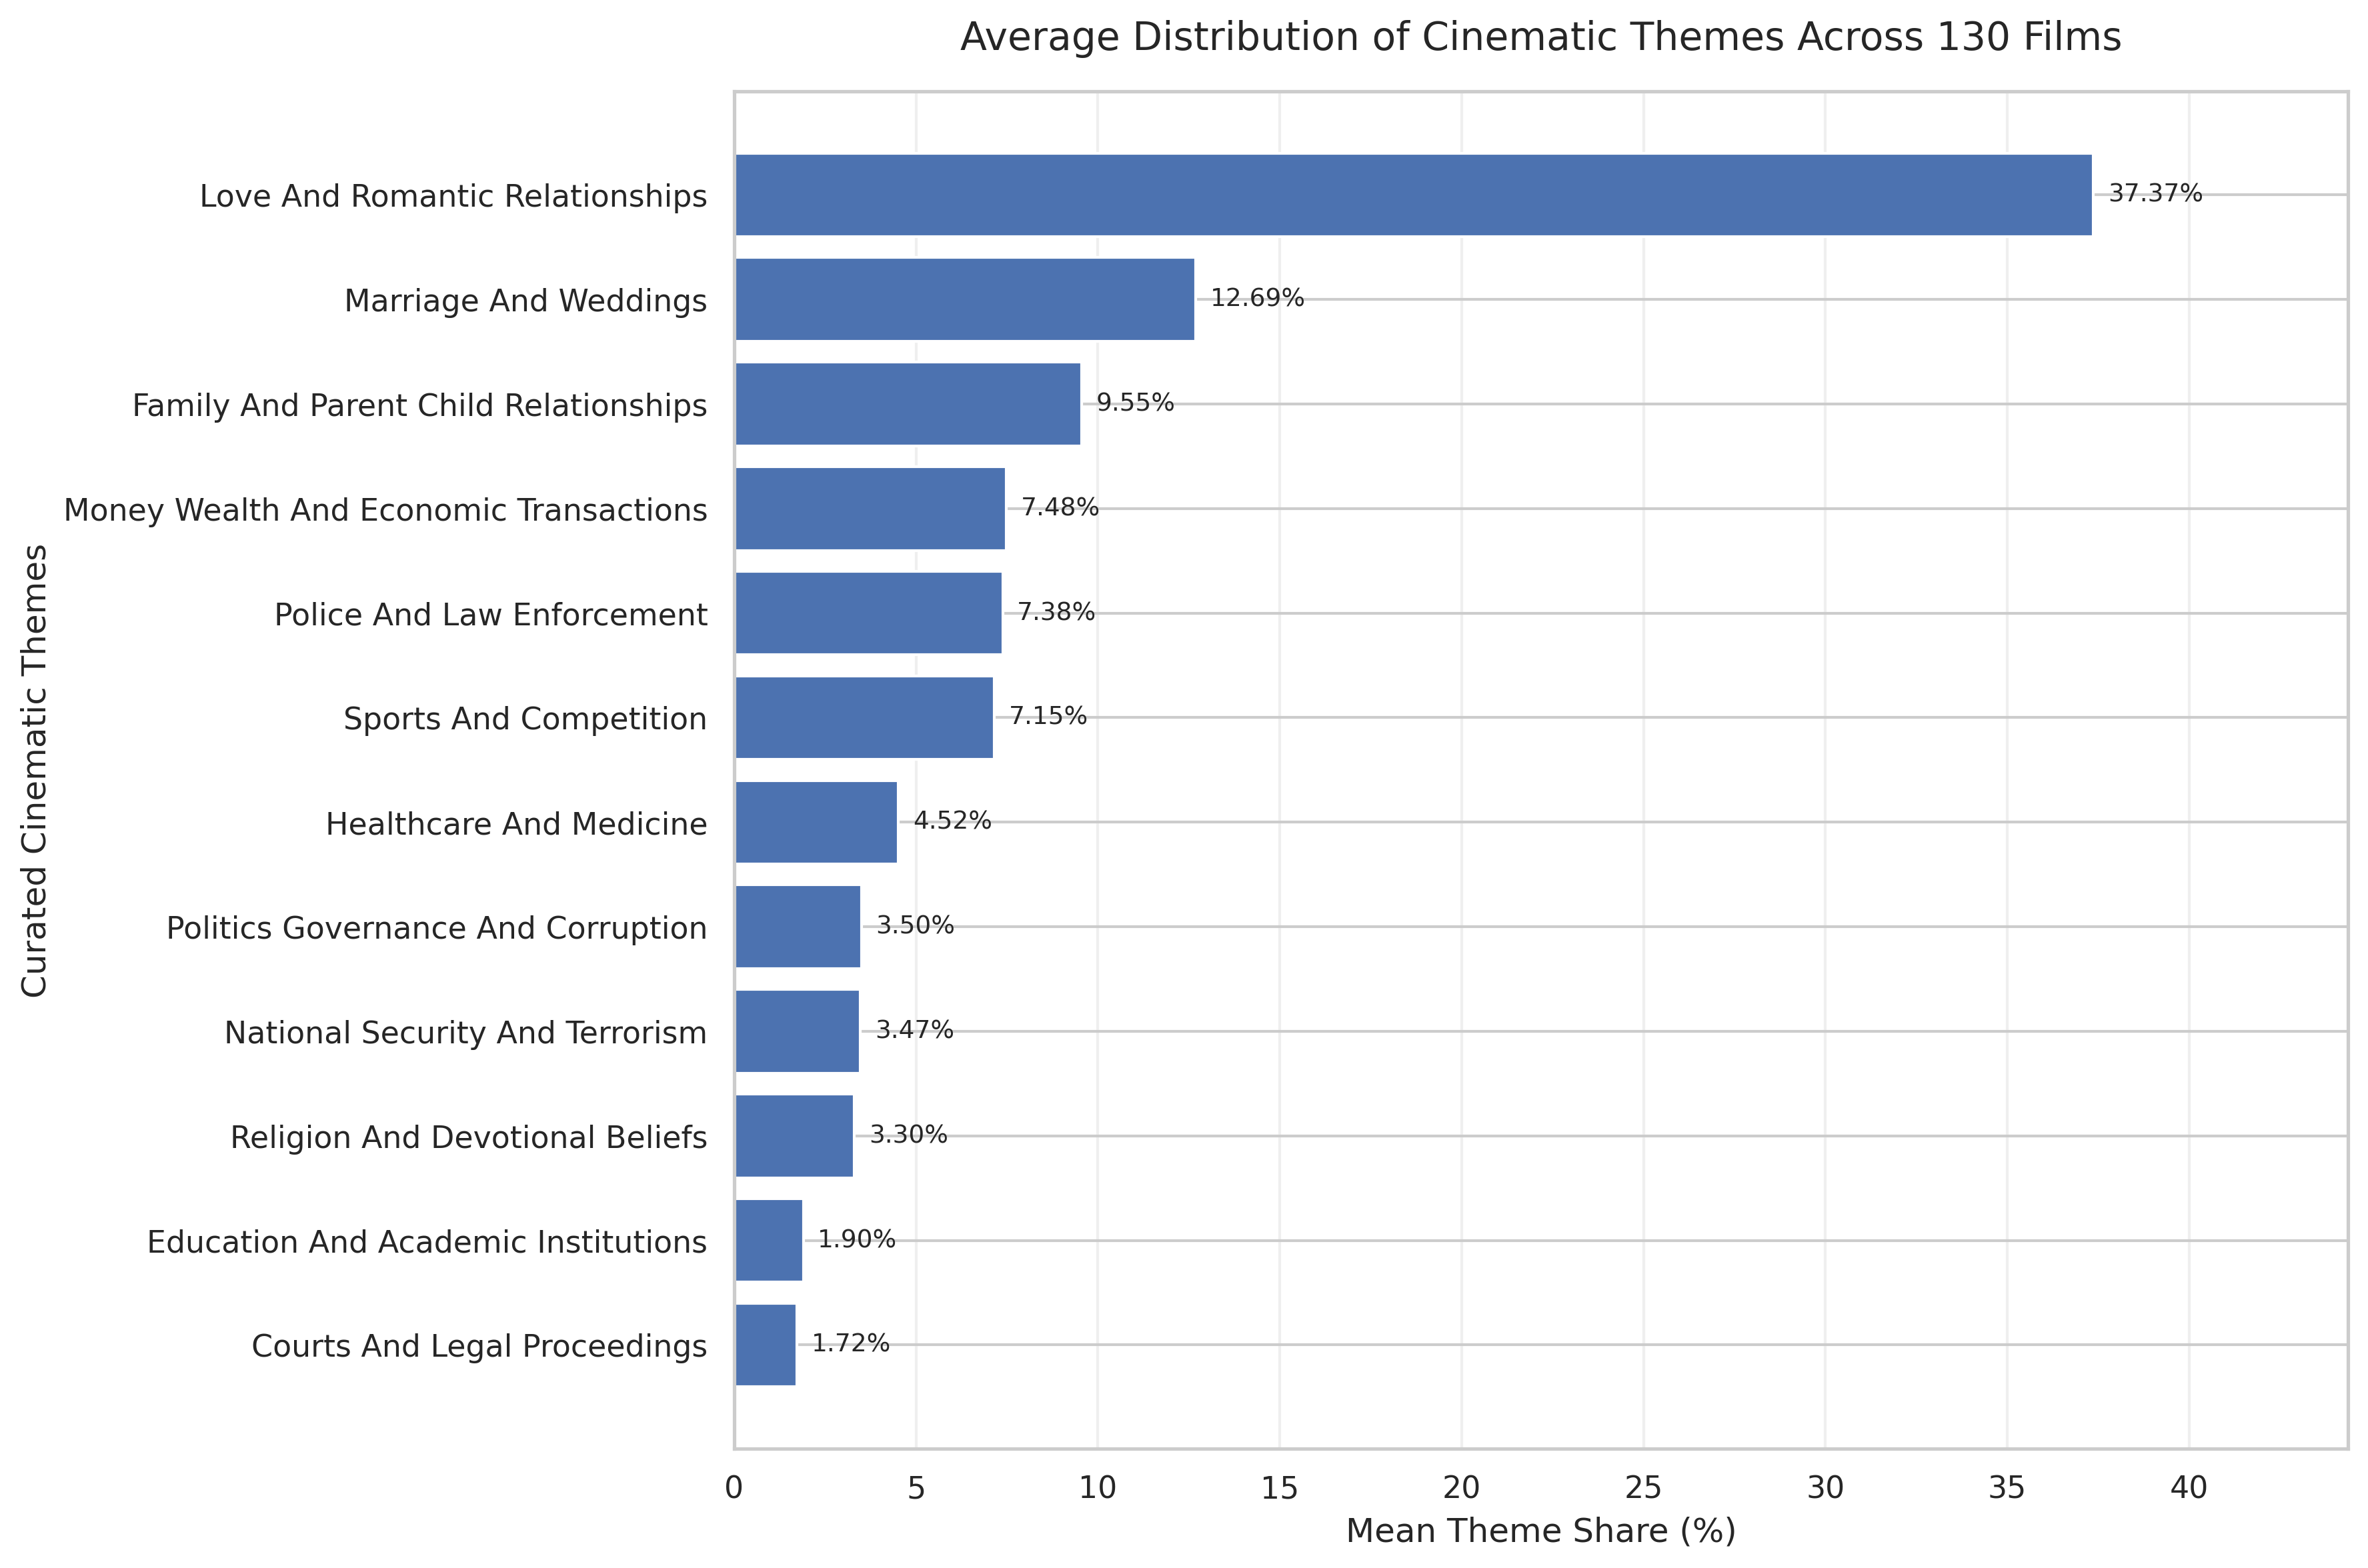 Average Distribution of Cinematic Themes Across 130 Films
Curated Cinematic Themes
Love And Romantic Relationships 37.37%
Marriage And Weddings 12.69%
Family And Parent Child Relationships 9.55%
Money Wealth And Economic Transactions 7.48%
Police And Law Enforcement 7.38%
Sports And Competition 7.15%
Healthcare And Medicine 4.52%
Politics Governance And Corruption 3.50%
National Security And Terrorism 3.47%
Religion And Devotional Beliefs 3.30%
Education And Academic Institutions 1.90%
Courts And Legal Proceedings 1.72%
0 5 10 15 20 25 30 35 40
Mean Theme Share (%)